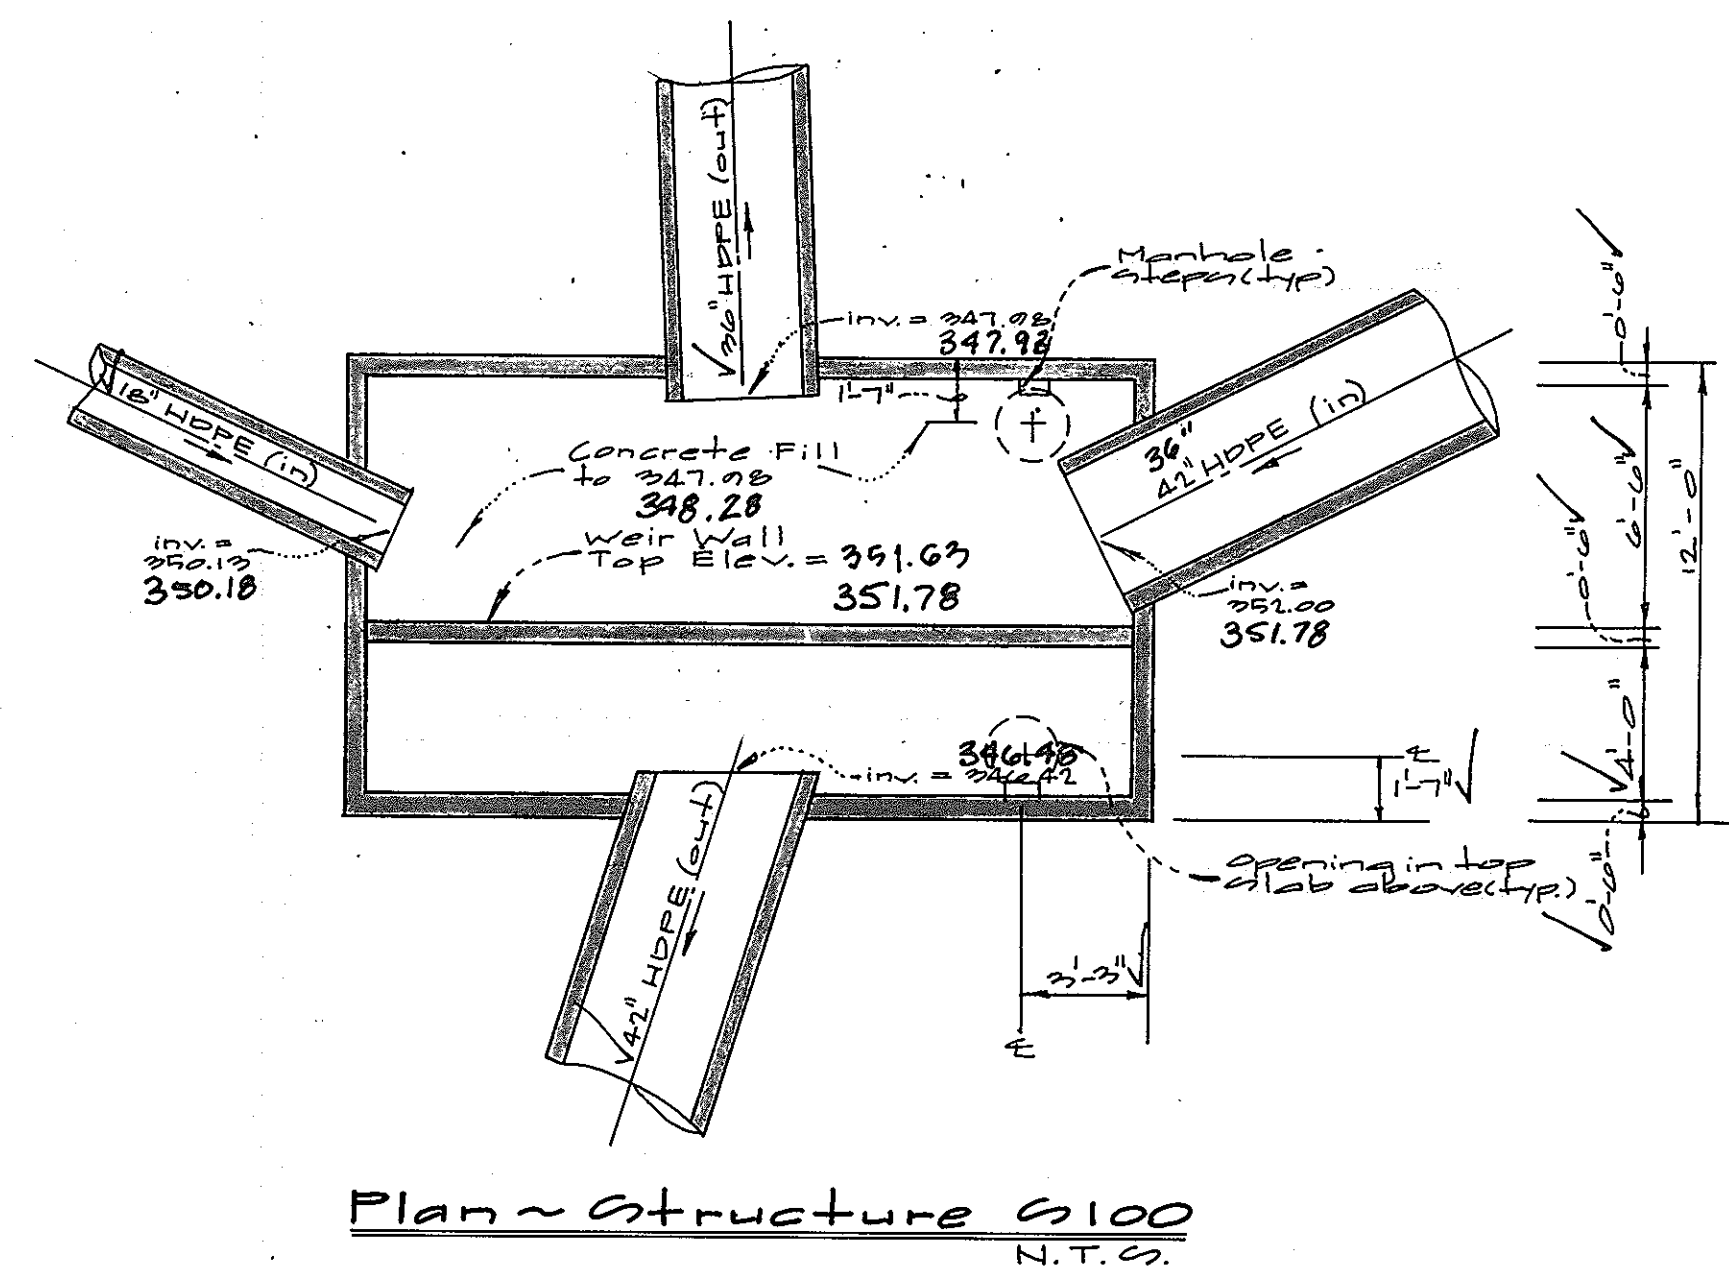 36" HDPE (out)
Manhole
steps (typ)
inv. = 347.98
347.93
1'-7"
18" HDPE (in)
36"
42" HDPE (in)
Concrete Fill
to 347.98
348.28
Weir Wall
Top Elev. = 351.63
351.78
inv. =
350.13
350.18
inv. =
352.00
351.78
346.48
inv. = 346.42
42" HDPE (out)
Opening in top
slab above (typ.)
3'-3"
℄
℄
1'-7"
0'-6"
6'-6"
0'-6"
12'-0"
4'-0"
0'-6"
Plan ~ Structure S100
N.T.S.